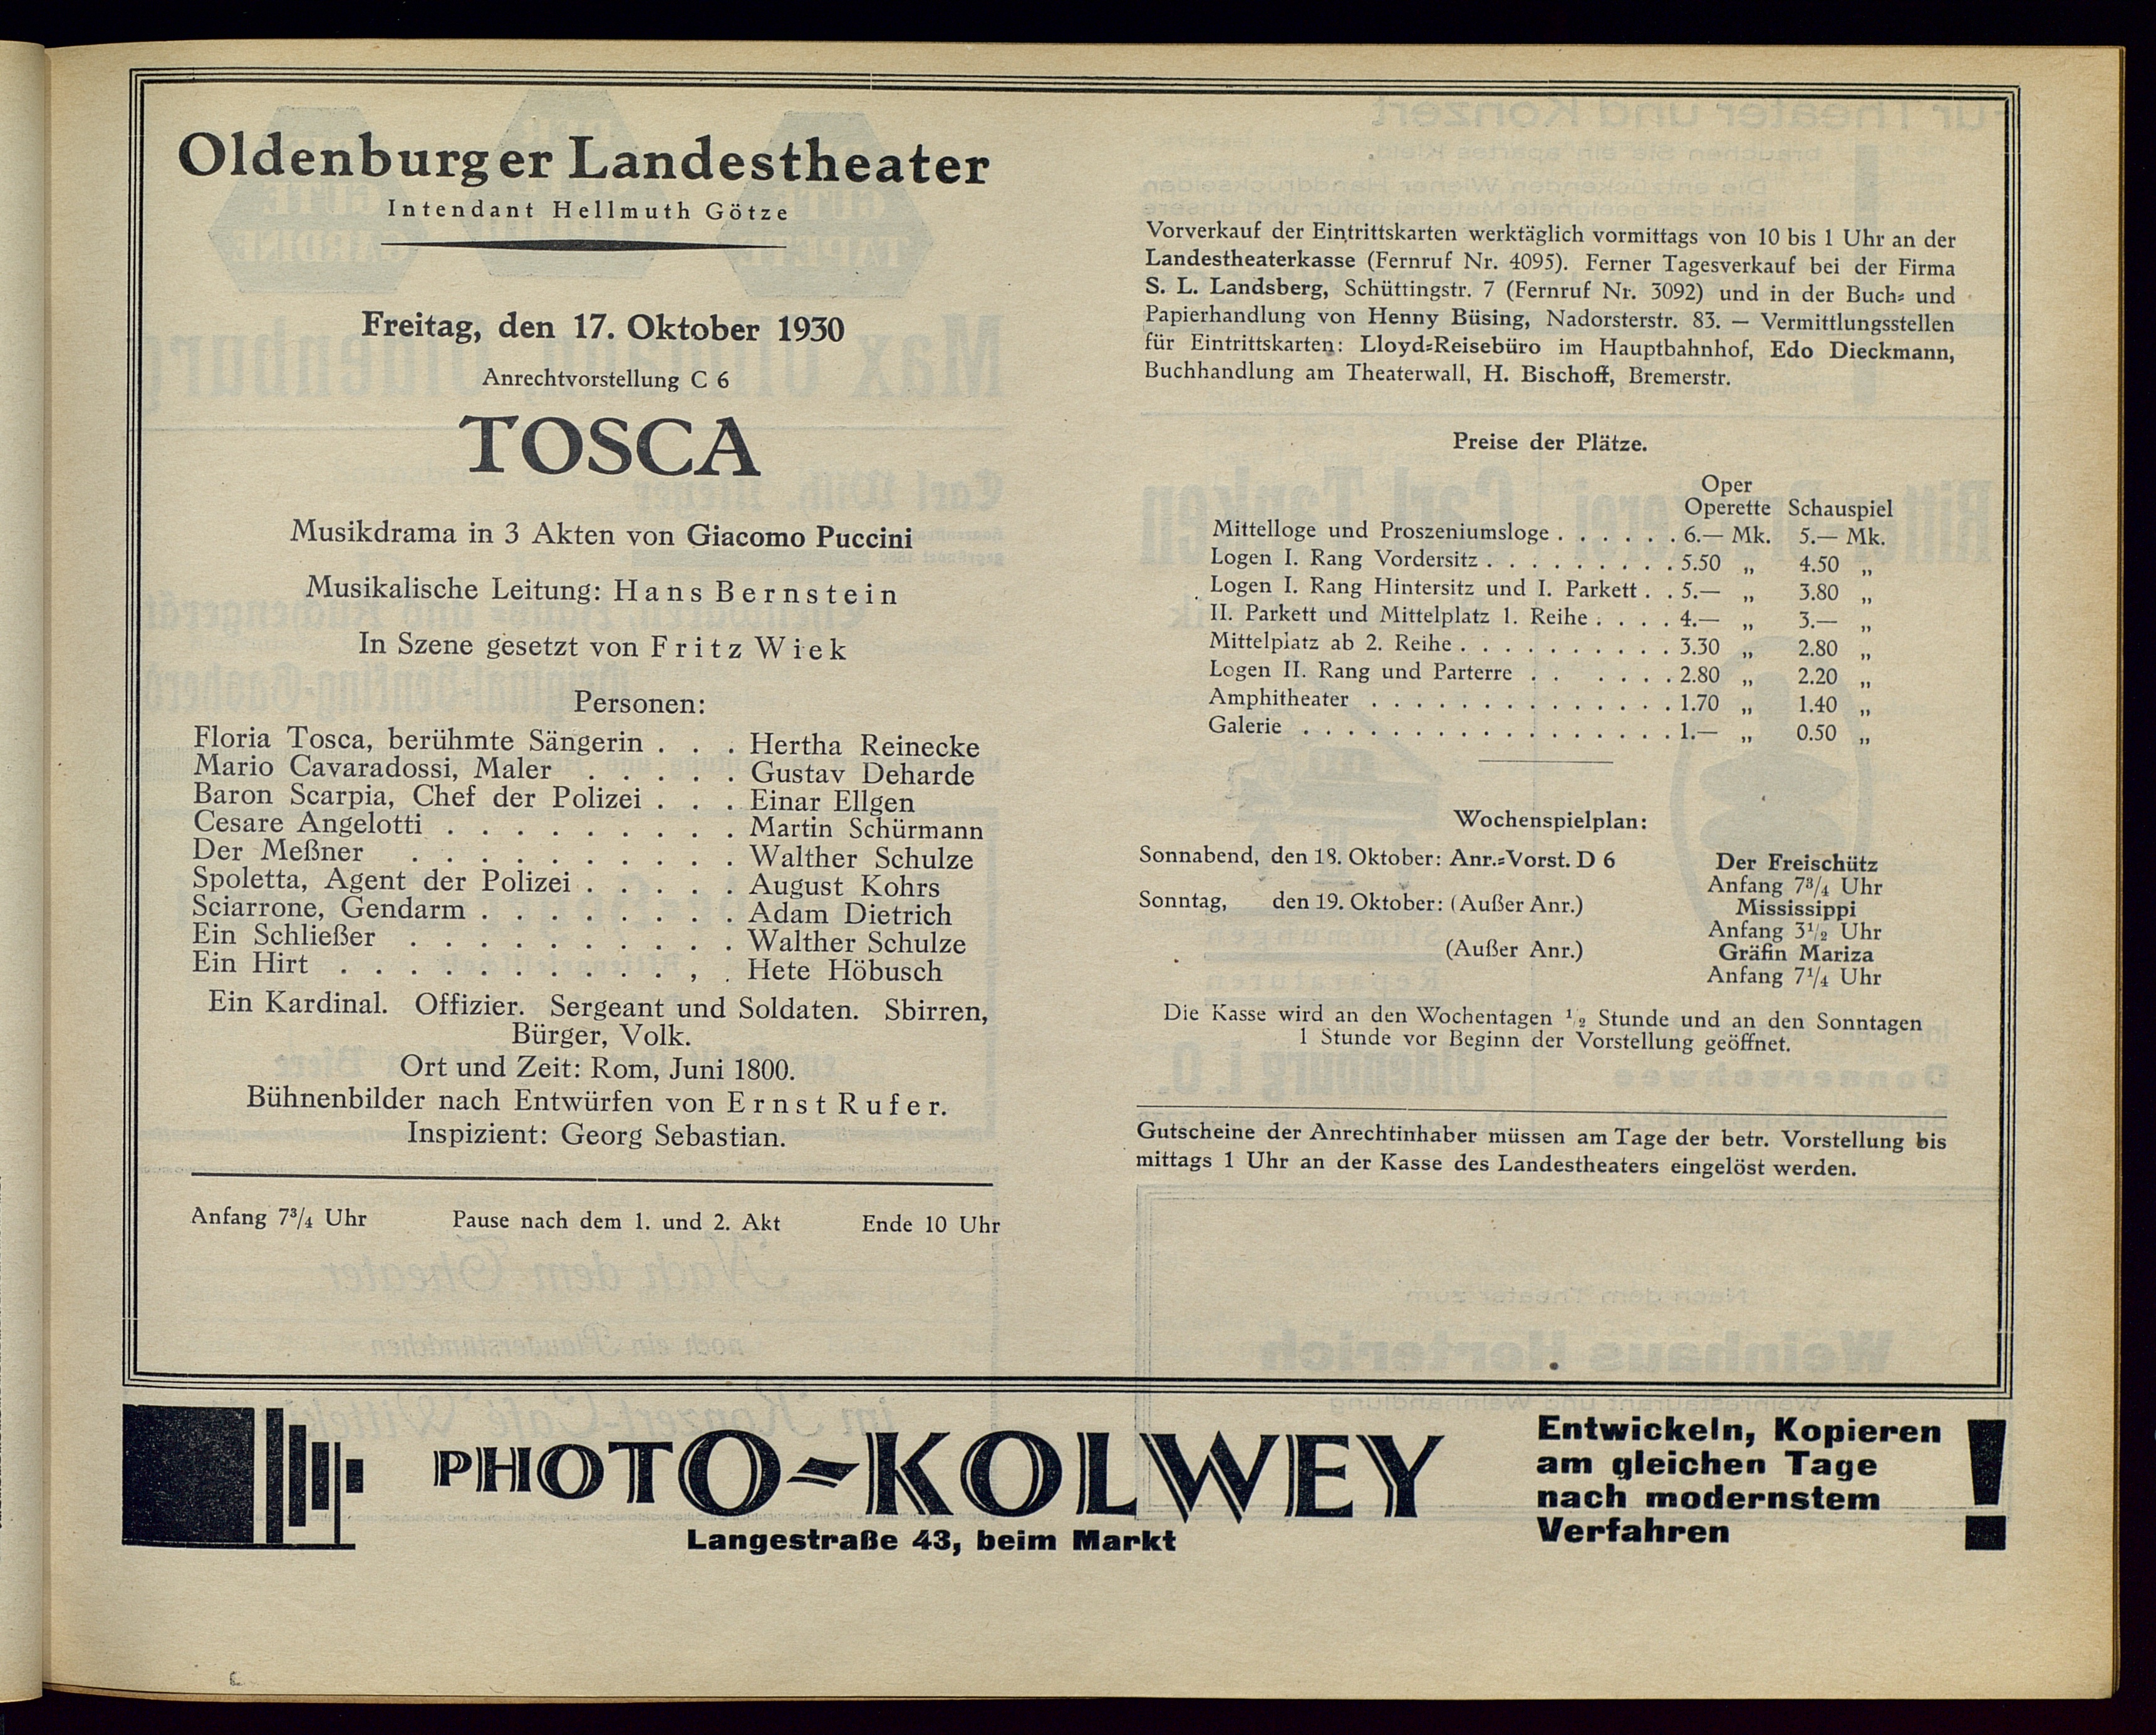 Oldenburger Landestheater
Intendant Hellmuth Götze
Freitag, den 17. Oktober 1930
Anrechtvorstellung C 6
TOSCA
Musikdrama in 3 Akten von Giacomo Puccini
Musikalische Leitung: Hans Bernstein
In Szene gesetzt von Fritz Wiek
Personen:
Floria Tosca, berühmte Sängerin . . . Hertha Reinecke
Mario Cavaradossi, Maler . . . . . Gustav Deharde
Baron Scarpia, Chef der Polizei . . . Einar Ellgen
Cesare Angelotti . . . . . . . . . Martin Schürmann
Der Meßner . . . . . . . . . . Walther Schulze
Spoletta, Agent der Polizei . . . . . August Kohrs
Sciarrone, Gendarm . . . . . . . . Adam Dietrich
Ein Schließer . . . . . . . . . . Walther Schulze
Ein Hirt . . . . . . . . . . . , . Hete Höbusch
Ein Kardinal. Offizier. Sergeant und Soldaten. Sbirren,
Bürger, Volk.
Ort und Zeit: Rom, Juni 1800.
Bühnenbilder nach Entwürfen von Ernst Rufer.
Inspizient: Georg Sebastian.
Anfang 7¾ Uhr Pause nach dem 1. und 2. Akt Ende 10 Uhr
Vorverkauf der Eintrittskarten werktäglich vormittags von 10 bis 1 Uhr an der
Landestheaterkasse (Fernruf Nr. 4095). Ferner Tagesverkauf bei der Firma
S. L. Landsberg, Schüttingstr. 7 (Fernruf Nr. 3092) und in der Buch= und
Papierhandlung von Henny Büsing, Nadorsterstr. 83. — Vermittlungsstellen
für Eintrittskarten: Lloyd=Reisebüro im Hauptbahnhof, Edo Dieckmann,
Buchhandlung am Theaterwall, H. Bischoff, Bremerstr.
Preise der Plätze.
Oper
Operette Schauspiel
Mittelloge und Proszeniumsloge . . . . . . 6.— Mk. 5.— Mk.
Logen I. Rang Vordersitz . . . . . . . . . 5.50 „ 4.50 „
Logen I. Rang Hintersitz und I. Parkett . . 5.— „ 3.80 „
II. Parkett und Mittelplatz 1. Reihe . . . . 4.— „ 3.— „
Mittelplatz ab 2. Reihe . . . . . . . . . . 3.30 „ 2.80 „
Logen II. Rang und Parterre . . . . . . 2.80 „ 2.20 „
Amphitheater . . . . . . . . . . . . . . 1.70 „ 1.40 „
Galerie . . . . . . . . . . . . . . . . . 1.— „ 0.50 „
Wochenspielplan:
Sonnabend, den 18. Oktober: Anr.=Vorst. D 6 Der Freischütz
Anfang 7¾ Uhr
Sonntag, den 19. Oktober: (Außer Anr.) Mississippi
Anfang 3½ Uhr
(Außer Anr.) Gräfin Mariza
Anfang 7¼ Uhr
Die Kasse wird an den Wochentagen ½ Stunde und an den Sonntagen
1 Stunde vor Beginn der Vorstellung geöffnet.
Gutscheine der Anrechtinhaber müssen am Tage der betr. Vorstellung bis
mittags 1 Uhr an der Kasse des Landestheaters eingelöst werden.
PHOTO=KOLWEY
Langestraße 43, beim Markt
Entwickeln, Kopieren
am gleichen Tage
nach modernstem
Verfahren
!